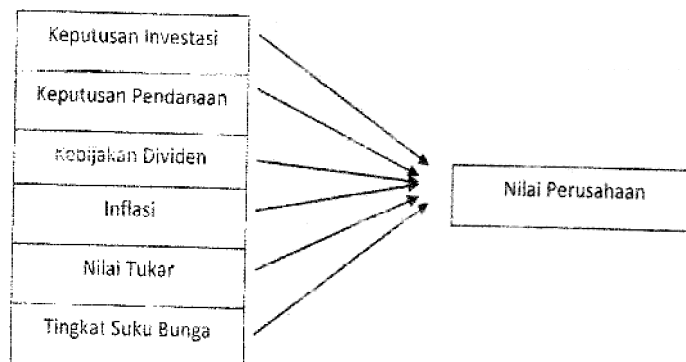 Keputusan Investasi
Keputusan Pendanaan
Kebijakan Dividen
Inflasi
Nilai Tukar
Tingkat Suku Bunga
Nilai Perusahaan